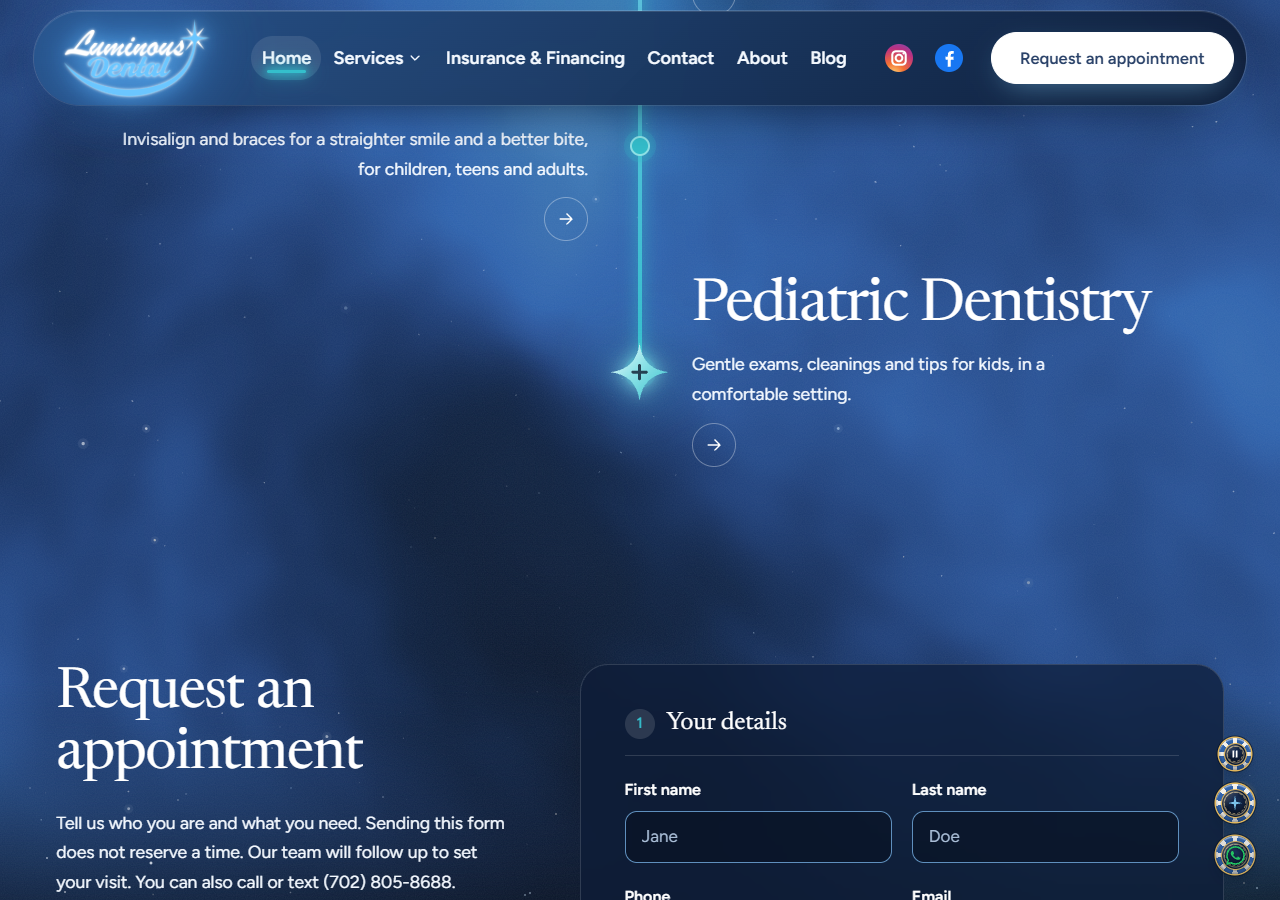 Luminous
Dental
Home
Services
Insurance & Financing
Contact
About
Blog
Request an appointment
Invisalign and braces for a straighter smile and a better bite,
for children, teens and adults.
Pediatric Dentistry
Gentle exams, cleanings and tips for kids, in a
comfortable setting.
Request an
appointment
Tell us who you are and what you need. Sending this form
does not reserve a time. Our team will follow up to set
your visit. You can also call or text (702) 805-8688.
1
Your details
First name
Last name
Jane
Doe
Phone
Email